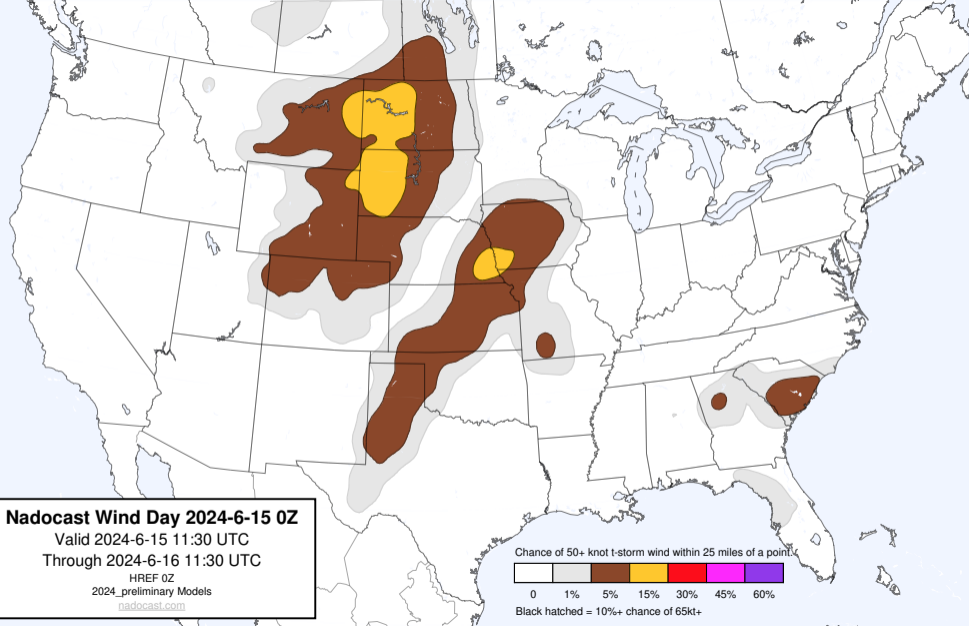 Nadocast Wind Day 2024-6-15 0Z
Valid 2024-6-15 11:30 UTC
Through 2024-6-16 11:30 UTC
HREF 0Z
2024_preliminary Models
nadocast.com
Chance of 50+ knot t-storm wind within 25 miles of a point.
0 1% 5% 15% 30% 45% 60%
Black hatched = 10%+ chance of 65kt+